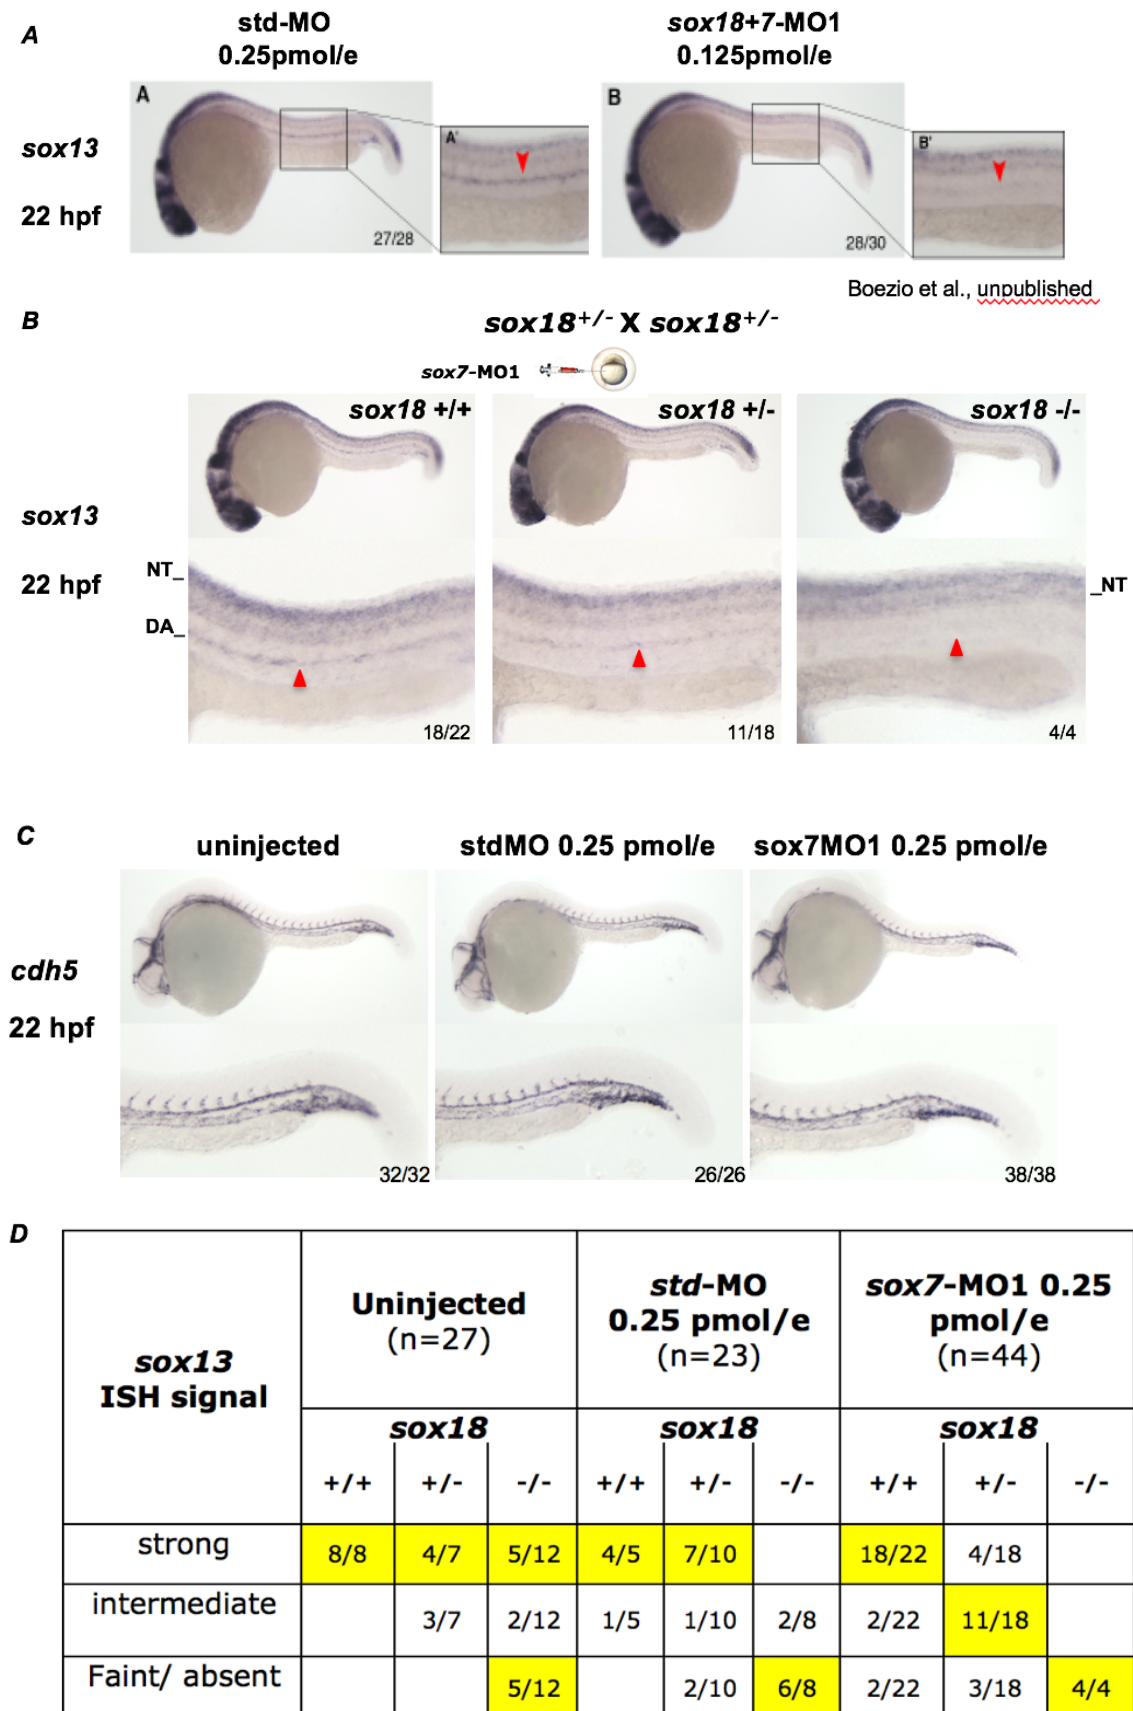 A
std-MO
0.25pmol/e
sox18+7-MO1
0.125pmol/e
sox13
22 hpf
A
A'
27/28
B
B'
28/30
Boezio et al., unpublished
B
sox18+/- X sox18+/-
sox7-MO1
sox18 +/+
sox18 +/-
sox18 -/-
sox13
22 hpf
NT_
DA_
_NT
18/22
11/18
4/4
C
uninjected
stdMO 0.25 pmol/e
sox7MO1 0.25 pmol/e
cdh5
22 hpf
32/32
26/26
38/38
D
sox13
ISH signal
Uninjected
(n=27)
std-MO
0.25 pmol/e
(n=23)
sox7-MO1 0.25
pmol/e
(n=44)
sox18 sox18 sox18
+/+ +/- -/- +/+ +/- -/- +/+ +/- -/-
strong 8/8 4/7 5/12 4/5 7/10 18/22 4/18
intermediate 3/7 2/12 1/5 1/10 2/8 2/22 11/18
Faint/ absent 5/12 2/10 6/8 2/22 3/18 4/4